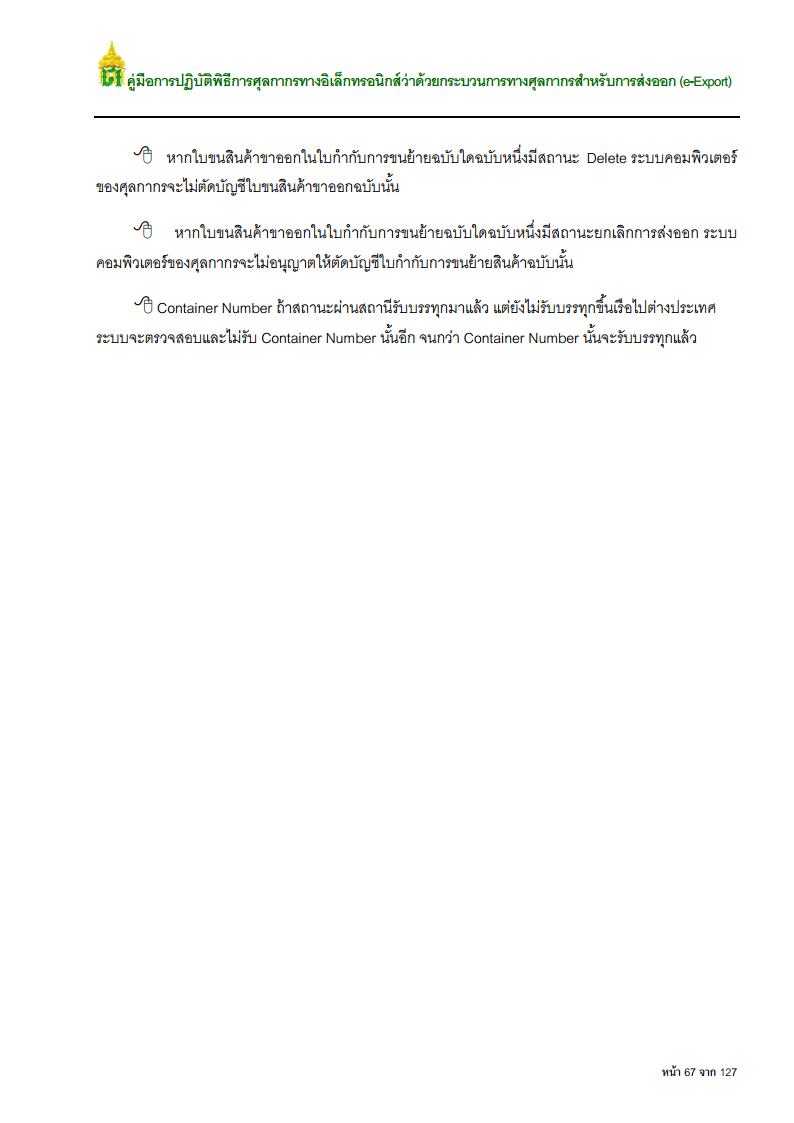 คู่มือการปฏิบัติพิธีการศุลกากรทางอิเล็กทรอนิกส์ว่าด้วยกระบวนการทางศุลกากรสำหรับการส่งออก (e-Export)
หากใบขนสินค้าขาออกในใบกำกับการขนย้ายฉบับใดฉบับหนึ่งมีสถานะ Delete ระบบคอมพิวเตอร์
ของศุลกากรจะไม่ตัดบัญชีใบขนสินค้าขาออกฉบับนั้น
หากใบขนสินค้าขาออกในใบกำกับการขนย้ายฉบับใดฉบับหนึ่งมีสถานะยกเลิกการส่งออก ระบบ
คอมพิวเตอร์ของศุลกากรจะไม่อนุญาตให้ตัดบัญชีใบกำกับการขนย้ายสินค้าฉบับนั้น
Container Number ถ้าสถานะผ่านสถานีรับบรรทุกมาแล้ว แต่ยังไม่รับบรรทุกขึ้นเรือไปต่างประเทศ
ระบบจะตรวจสอบและไม่รับ Container Number นั้นอีก จนกว่า Container Number นั้นจะรับบรรทุกแล้ว
หน้า 67 จาก 127